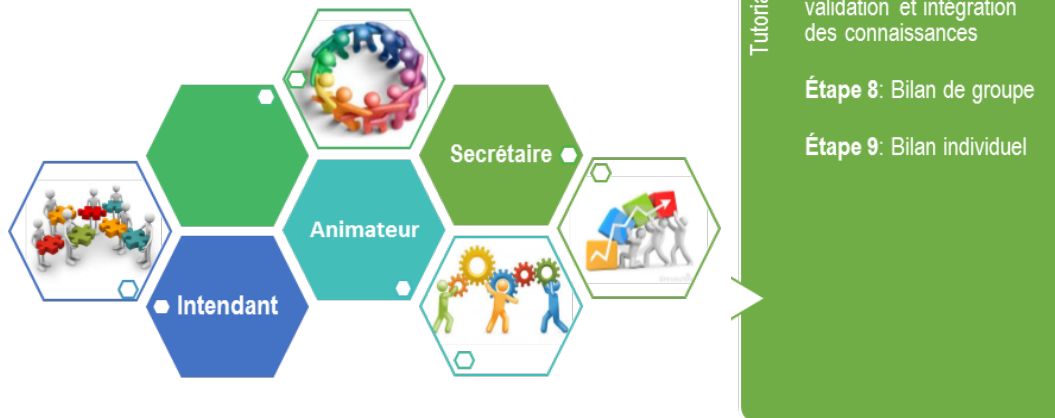 Secrétaire
Animateur
Intendant
Tutoria
validation et intégration
des connaissances
Étape 8: Bilan de groupe
Étape 9: Bilan individuel